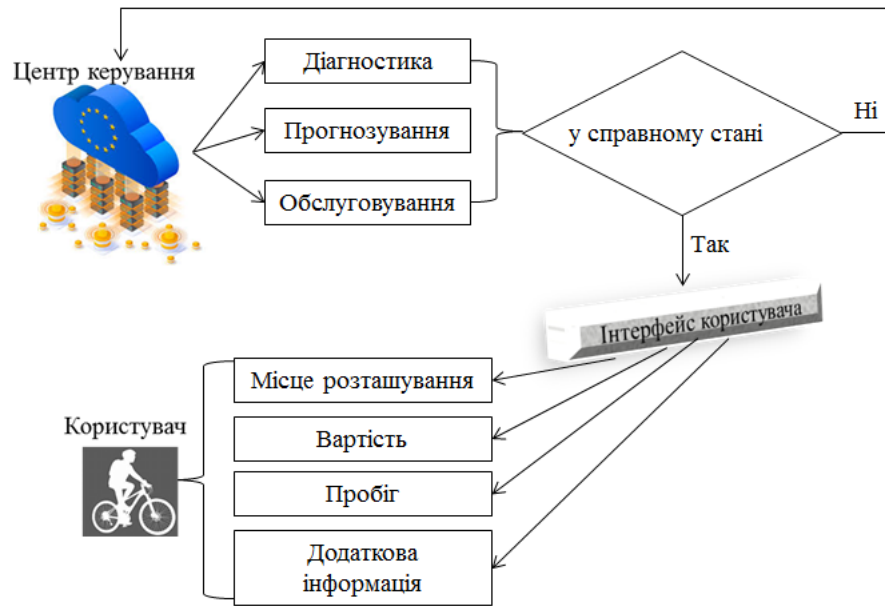 Центр керування
Діагностика
Прогнозування
Обслуговування
у справному стані
Ні
Так
Інтерфейс користувача
Місце розташування
Вартість
Пробіг
Додаткова
інформація
Користувач